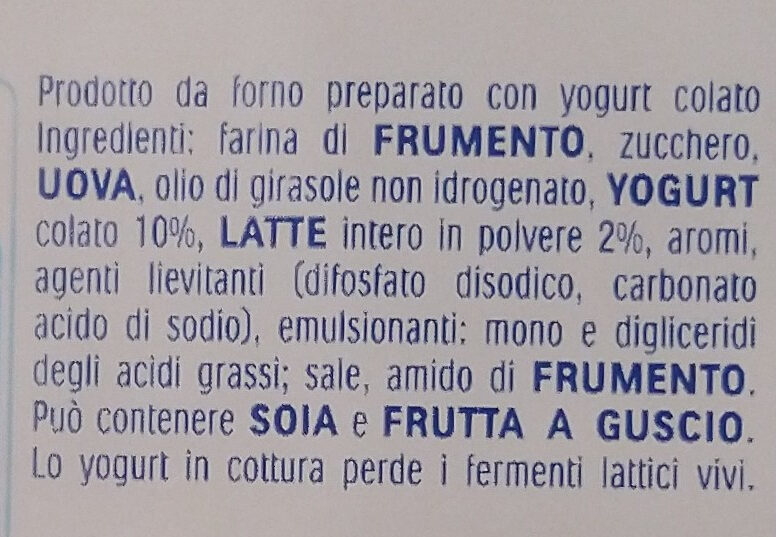 Prodotto da forno preparato con yogurt colato
Ingredienti: farina di FRUMENTO, zucchero,
UOVA, olio di girasole non idrogenato, YOGURT
colato 10%, LATTE intero in polvere 2%, aromi,
agenti lievitanti (difosfato disodico, carbonato
acido di sodio), emulsionanti: mono e digliceridi
degli acidi grassi; sale, amido di FRUMENTO.
Può contenere SOIA e FRUTTA A GUSCIO.
Lo yogurt in cottura perde i fermenti lattici vivi.